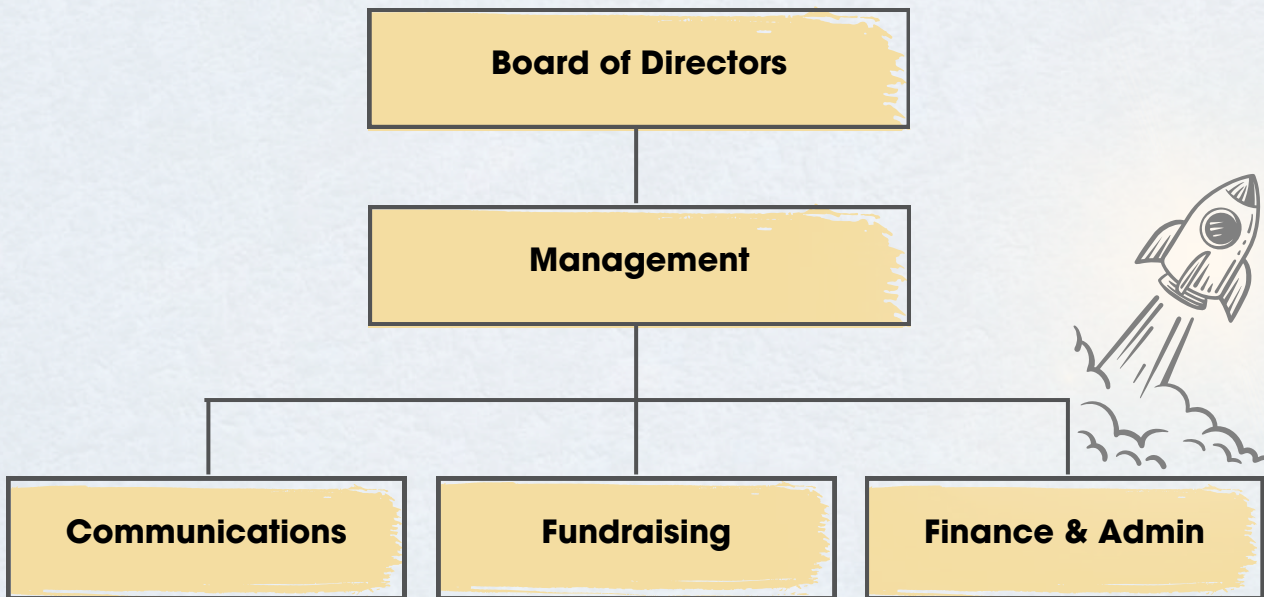 Board of Directors
Management
Communications
Fundraising
Finance & Admin